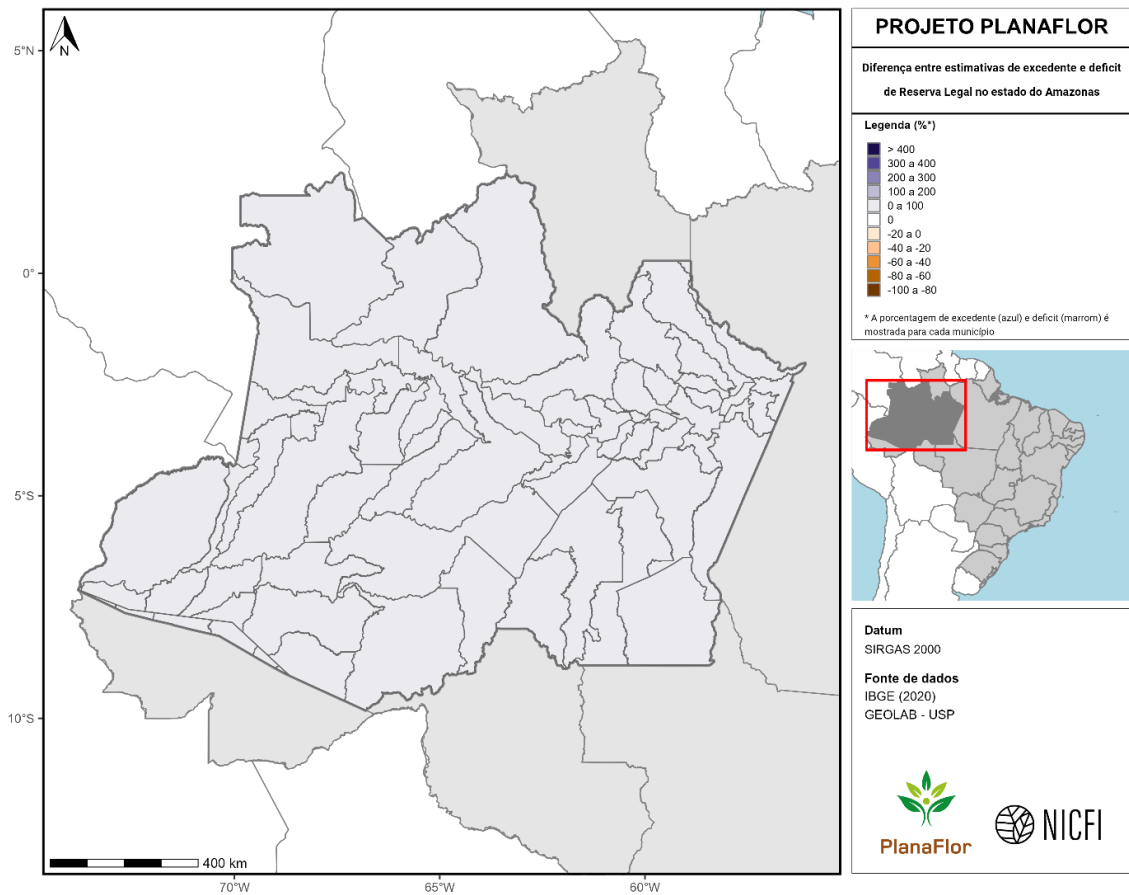 PROJETO PLANAFLOR
Diferença entre estimativas de excedente e deficit
de Reserva Legal no estado do Amazonas
Legenda (%*)
> 400
300 a 400
200 a 300
100 a 200
0 a 100
0
-20 a 0
-40 a -20
-60 a -40
-80 a -60
-100 a -80
* A porcentagem de excedente (azul) e deficit (marrom) é
mostrada para cada município
N
5°N
0°
5°S
10°S
400 km
70°W
65°W
60°W
Datum
SIRGAS 2000
Fonte de dados
IBGE (2020)
GEOLAB - USP
PlanaFlor
NICFI